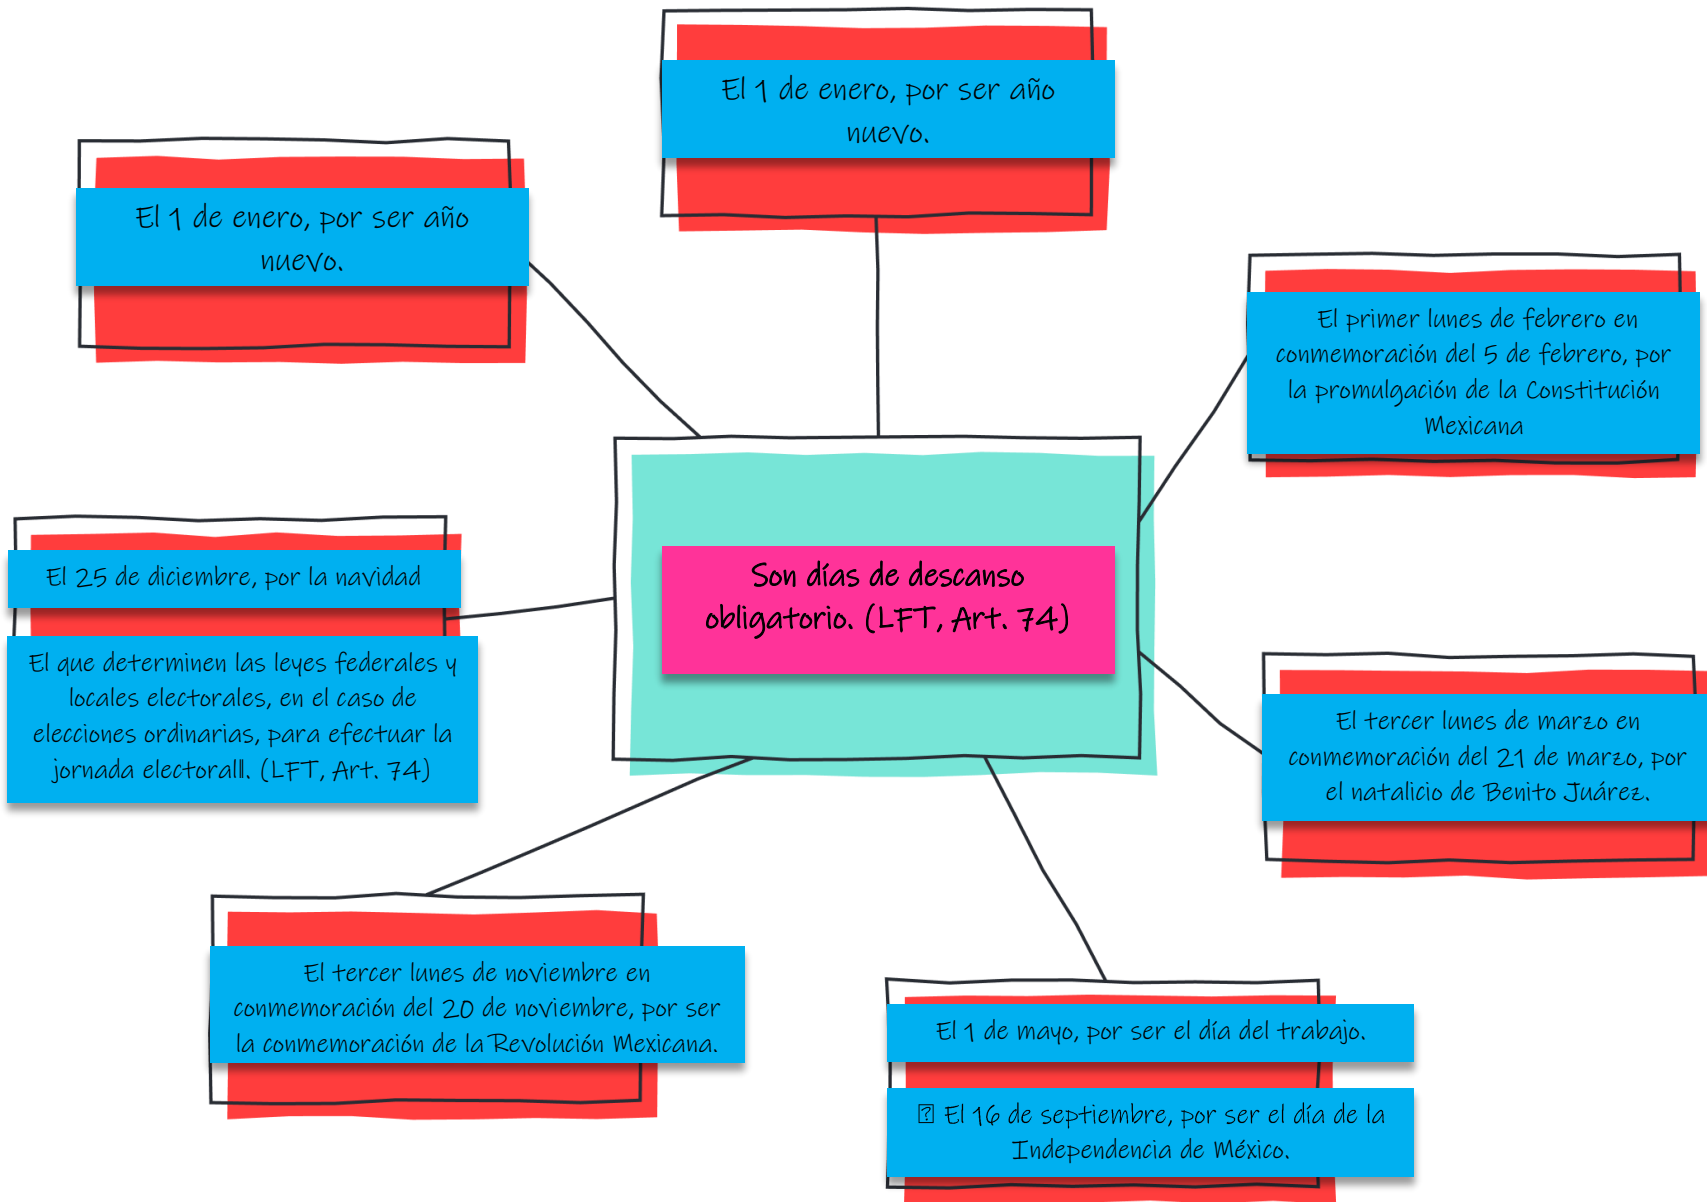 El 1 de enero, por ser año
nuevo.
El 1 de enero, por ser año
nuevo.
El primer lunes de febrero en
conmemoración del 5 de febrero, por
la promulgación de la Constitución
Mexicana
Son días de descanso
obligatorio. (LFT, Art. 74)
El 25 de diciembre, por la navidad
El que determinen las leyes federales y
locales electorales, en el caso de
elecciones ordinarias, para efectuar la
jornada electoralll. (LFT, Art. 74)
El tercer lunes de marzo en
conmemoración del 21 de marzo, por
el natalicio de Benito Juárez.
El tercer lunes de noviembre en
conmemoración del 20 de noviembre, por ser
la conmemoración de la Revolución Mexicana.
El 1 de mayo, por ser el día del trabajo.
⍰ El 16 de septiembre, por ser el día de la
Independencia de México.